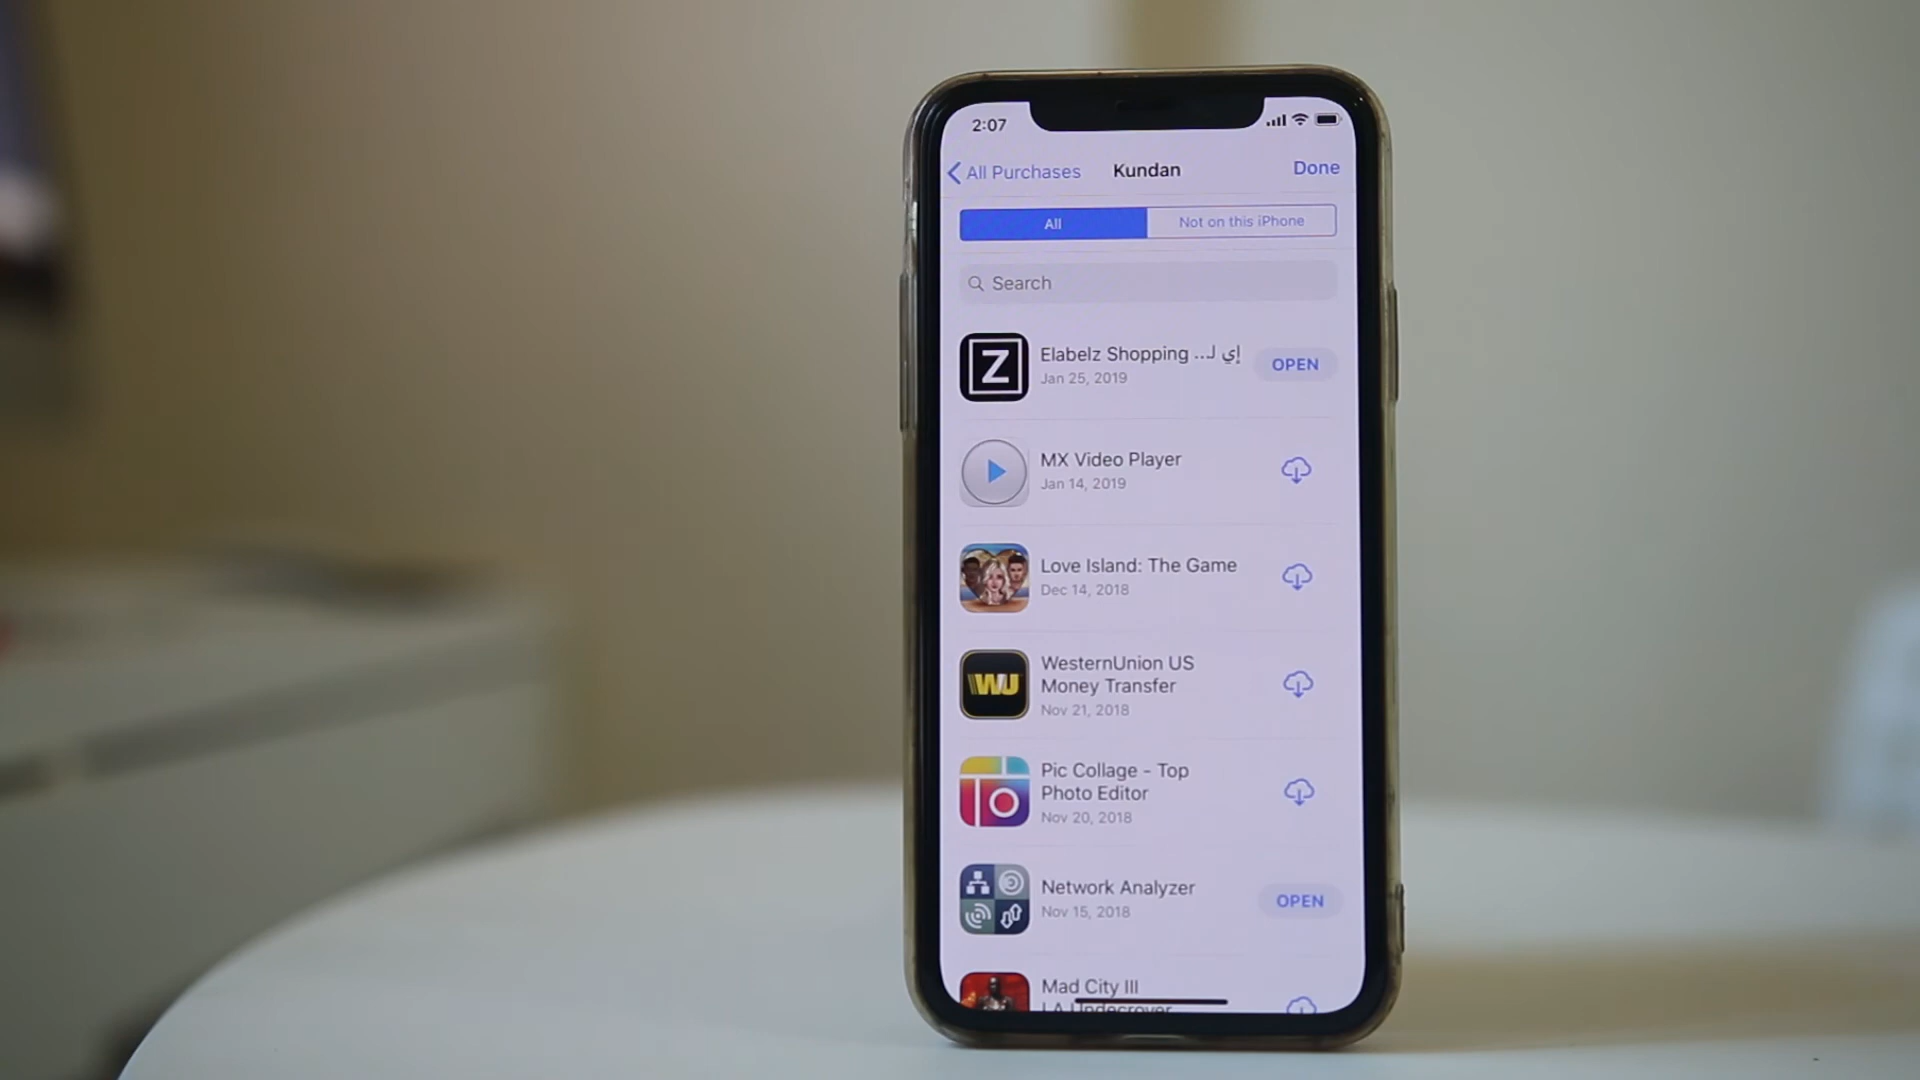 2:07
All Purchases
Kundan
Done
All
Not on this iPhone
Search
Z
Elabelz Shopping ...إي لـ
Jan 25, 2019
OPEN
MX Video Player
Jan 14, 2019
Love Island: The Game
Dec 14, 2018
WU
WesternUnion US
Money Transfer
Nov 21, 2018
Pic Collage - Top
Photo Editor
Nov 20, 2018
Network Analyzer
Nov 15, 2018
OPEN
Mad City III
LA Undercover